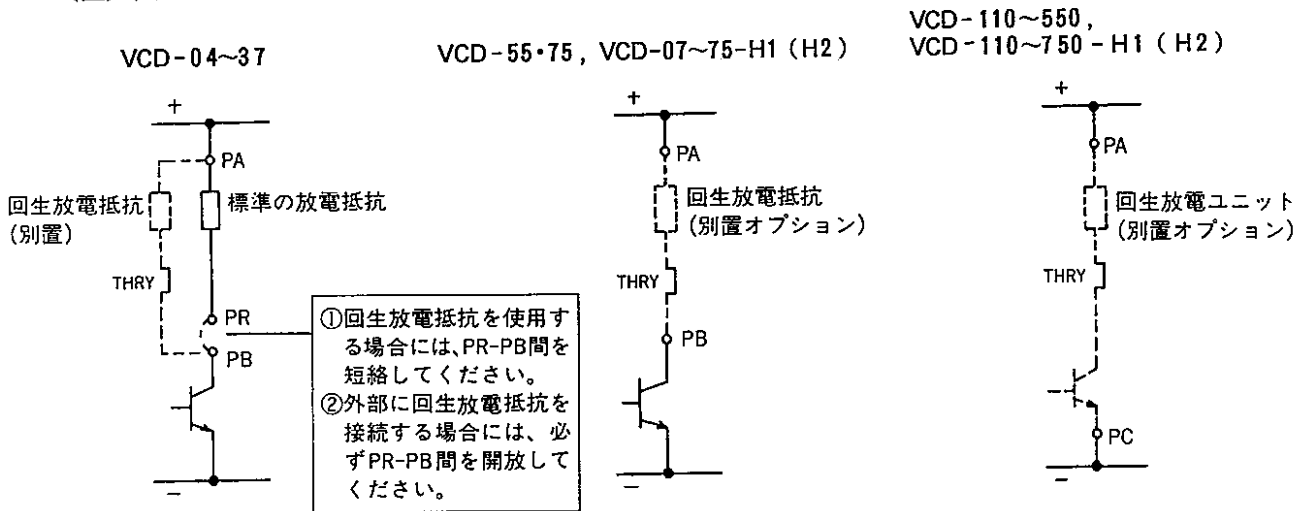 VCD-04~37
+
PA
回生放電抵抗
(別置)
標準の放電抵抗
THRY
PR
PB
−
①回生放電抵抗を使用す
る場合には、PR-PB間を
短絡してください。
②外部に回生放電抵抗を
接続する場合には、必
ずPR-PB間を開放して
ください。
VCD-55・75, VCD-07~75-H1 (H2)
+
PA
回生放電抵抗
(別置オプション)
THRY
PB
−
VCD-110~550,
VCD-110~750-H1 (H2)
+
PA
回生放電ユニット
(別置オプション)
THRY
PC
−